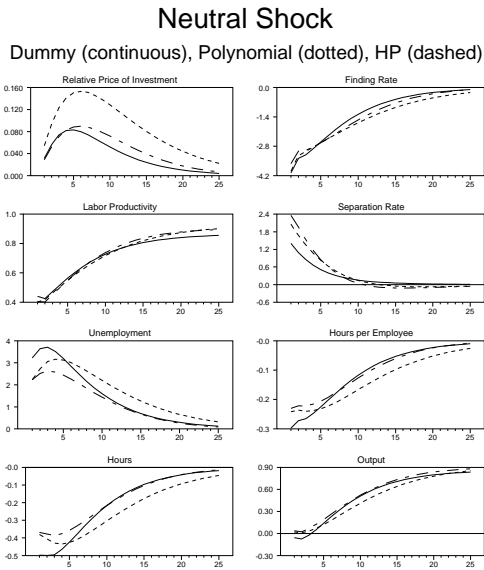 Neutral Shock
Dummy (continuous), Polynomial (dotted), HP (dashed)
Relative Price of Investment
0.160
0.120
0.080
0.040
0.000
5 10 15 20 25
Finding Rate
0.0
-1.4
-2.8
-4.2
5 10 15 20 25
Labor Productivity
1.0
0.8
0.6
0.4
5 10 15 20 25
Separation Rate
2.4
1.8
1.2
0.6
0.0
-0.6
5 10 15 20 25
Unemployment
4
3
2
1
0
5 10 15 20 25
Hours per Employee
-0.0
-0.1
-0.2
-0.3
5 10 15 20 25
Hours
-0.0
-0.1
-0.2
-0.3
-0.4
-0.5
5 10 15 20 25
Output
0.90
0.60
0.30
0.00
-0.30
5 10 15 20 25